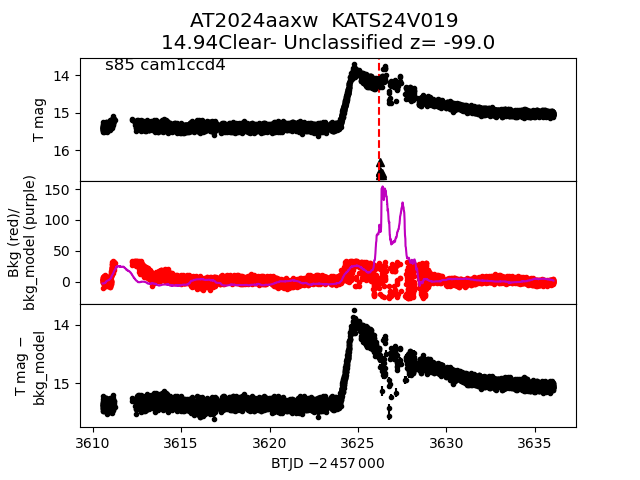 AT2024aaxw  KATS24V019
14.94Clear- Unclassified z= -99.0
s85 cam1ccd4
T mag
14
15
16
Bkg (red)/
bkg_model (purple)
150
100
50
0
T mag −
bkg_model
14
15
3610 3615 3620 3625 3630 3635
BTJD −2 457 000